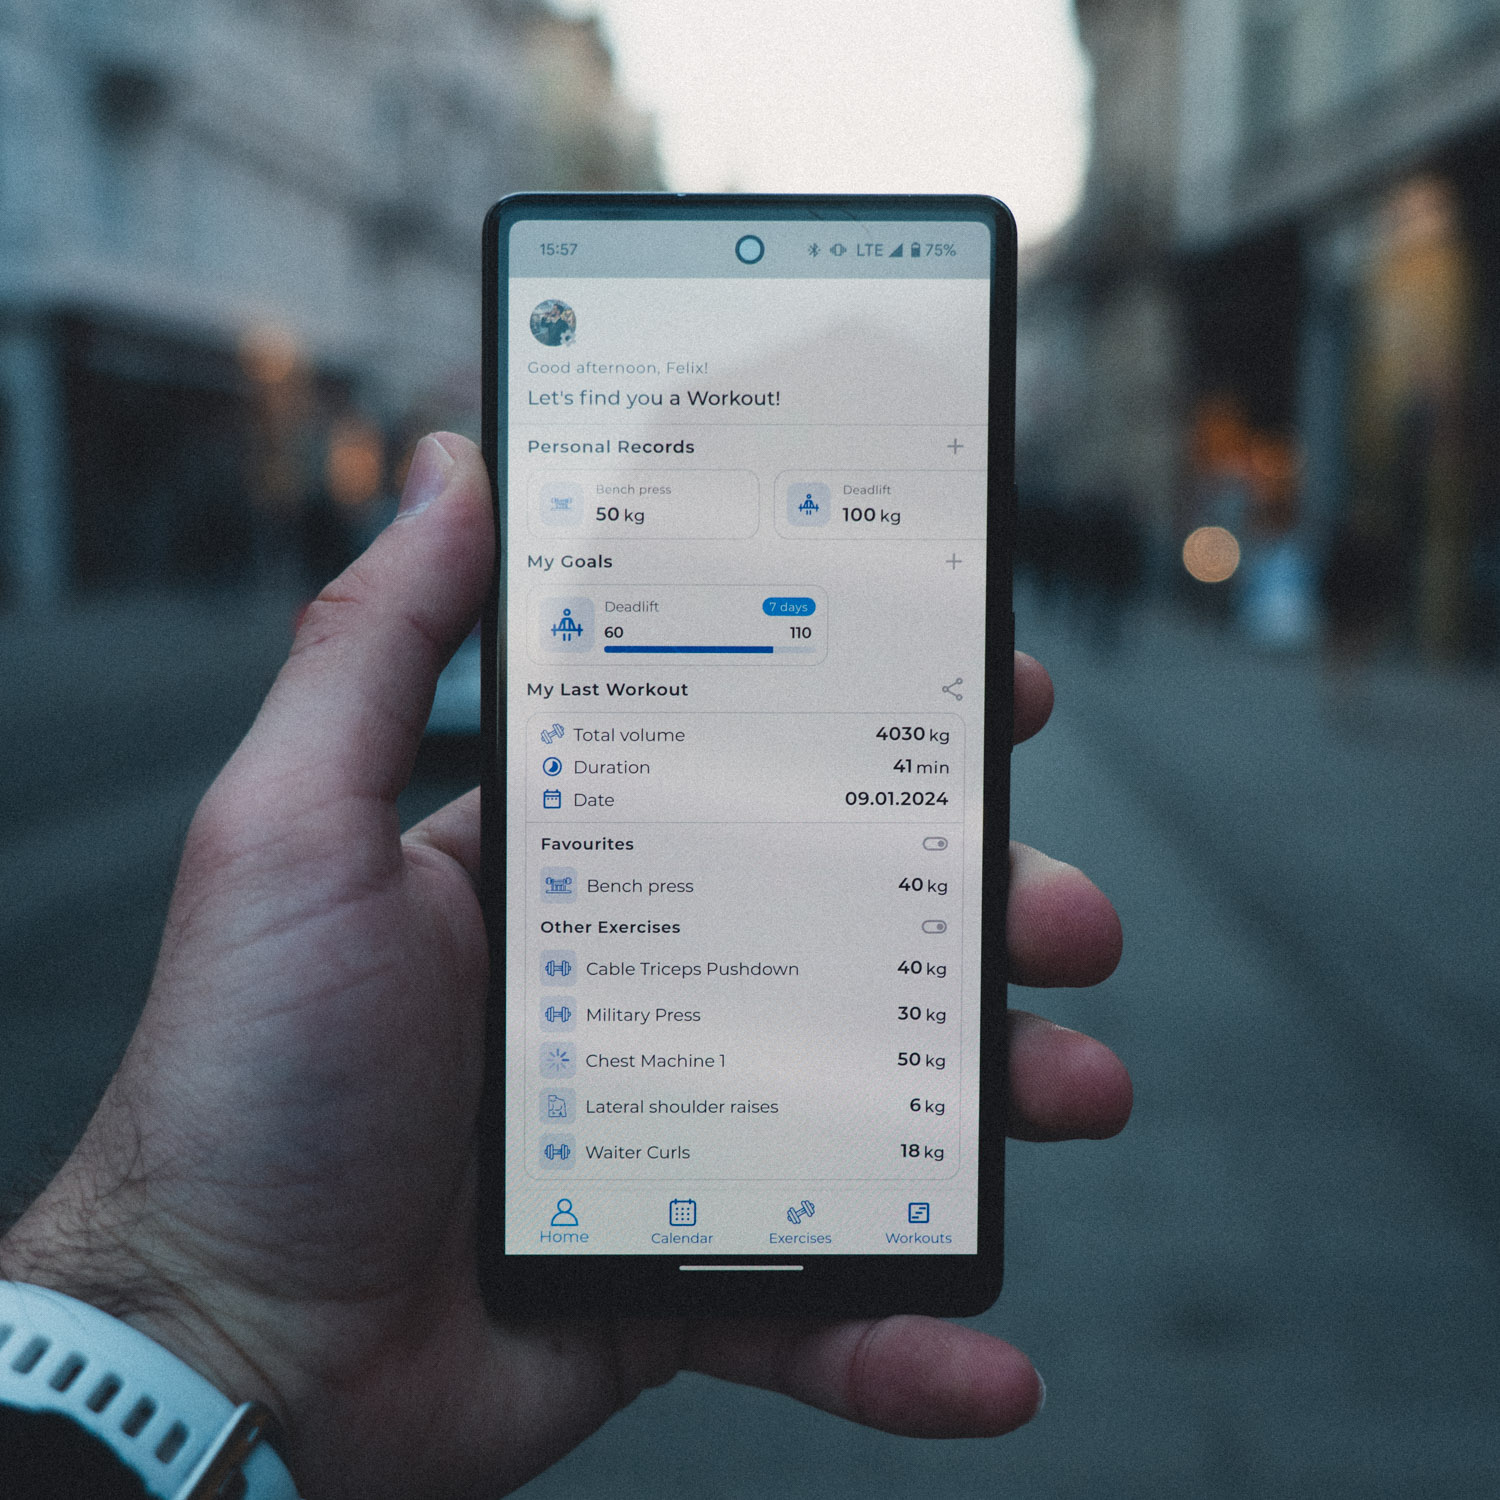 15:57 LTE 75%
Good afternoon, Felix!
Let's find you a Workout!
Personal Records
Bench press
50 kg
Deadlift
100 kg
My Goals
Deadlift 7 days
60 110
My Last Workout
Total volume 4030 kg
Duration 41 min
Date 09.01.2024
Favourites
Bench press 40 kg
Other Exercises
Cable Triceps Pushdown 40 kg
Military Press 30 kg
Chest Machine 1 50 kg
Lateral shoulder raises 6 kg
Waiter Curls 18 kg
Home Calendar Exercises Workouts